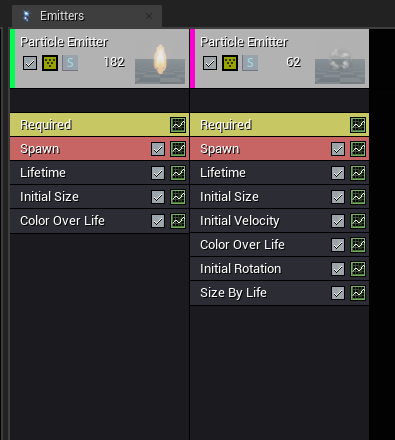 Emitters
Particle Emitter
S 182
Required
Spawn
Lifetime
Initial Size
Color Over Life
Particle Emitter
S 62
Required
Spawn
Lifetime
Initial Size
Initial Velocity
Color Over Life
Initial Rotation
Size By Life